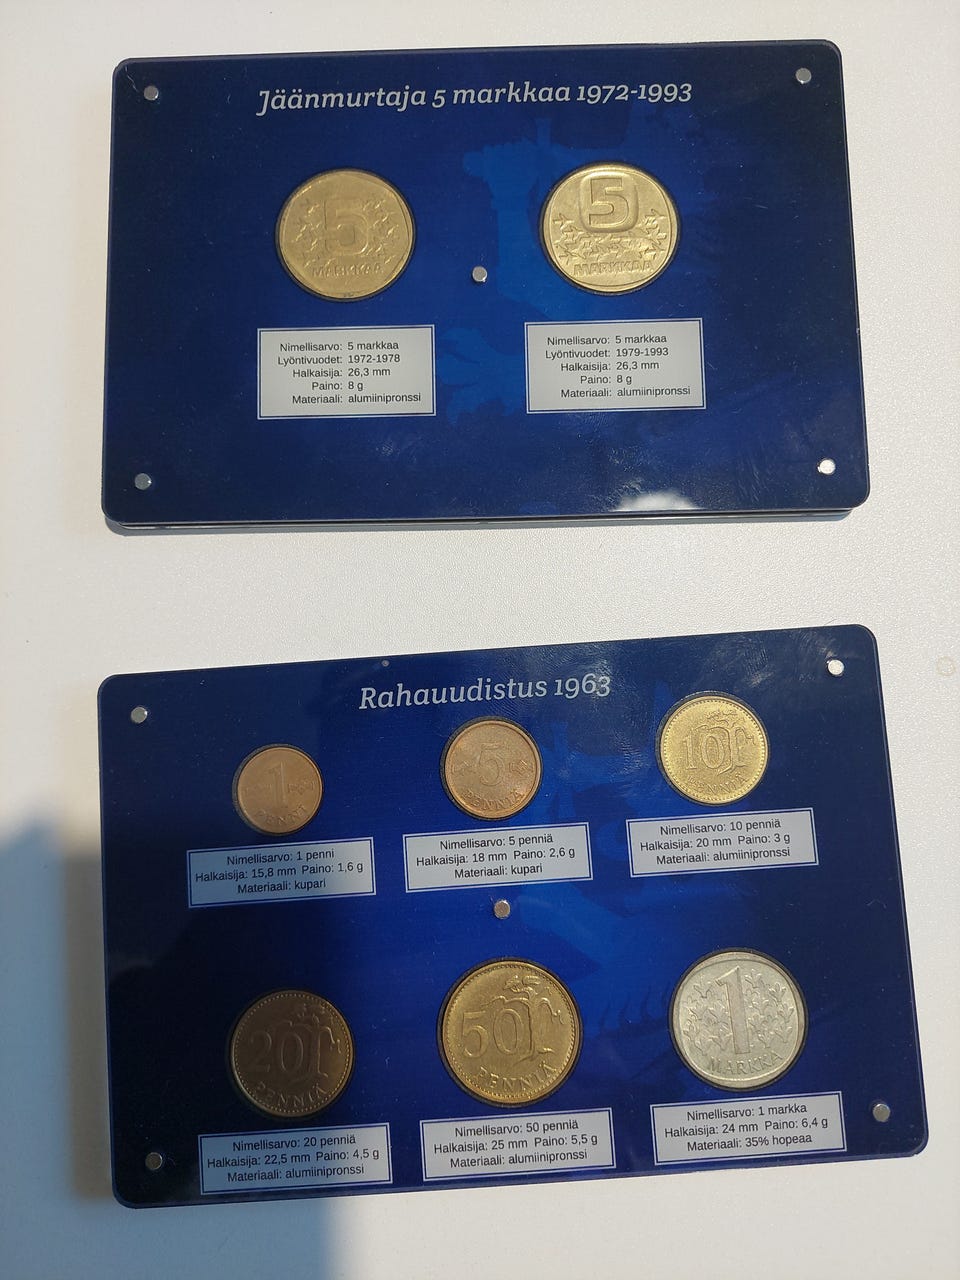 Jäänmurtaja 5 markkaa 1972-1993
5
MARKKAA
5
MARKKAA
Nimellisarvo: 5 markkaa
Lyöntivuodet: 1972-1978
Halkaisija: 26,3 mm
Paino: 8 g
Materiaali: alumiinipronssi
Nimellisarvo: 5 markkaa
Lyöntivuodet: 1979-1993
Halkaisija: 26,3 mm
Paino: 8 g
Materiaali: alumiinipronssi
Rahauudistus 1963
1
PENNI
5
PENNIÄ
10
PENNIÄ
Nimellisarvo: 1 penni
Halkaisija: 15,8 mm Paino: 1,6 g
Materiaali: kupari
Nimellisarvo: 5 penniä
Halkaisija: 18 mm Paino: 2,6 g
Materiaali: kupari
Nimellisarvo: 10 penniä
Halkaisija: 20 mm Paino: 3 g
Materiaali: alumiinipronssi
20
PENNIÄ
50
PENNIÄ
1
MARKKA
Nimellisarvo: 20 penniä
Halkaisija: 22,5 mm Paino: 4,5 g
Materiaali: alumiinipronssi
Nimellisarvo: 50 penniä
Halkaisija: 25 mm Paino: 5,5 g
Materiaali: alumiinipronssi
Nimellisarvo: 1 markka
Halkaisija: 24 mm Paino: 6,4 g
Materiaali: 35% hopeaa